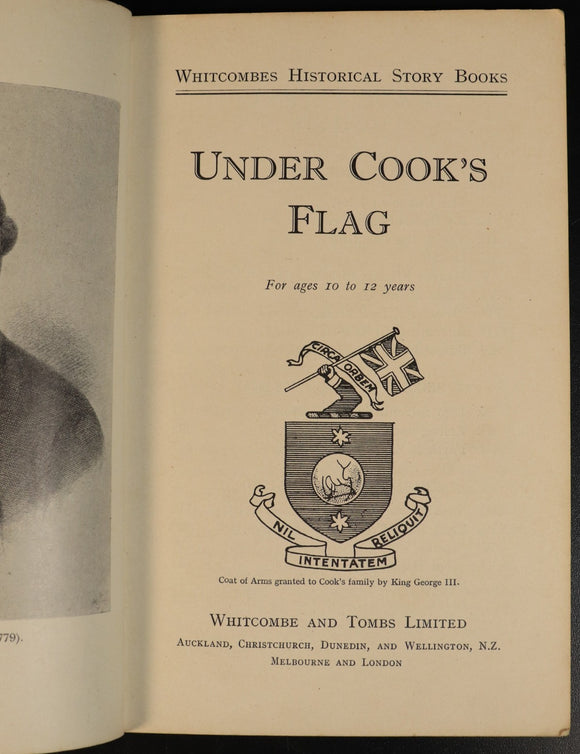 WHITCOMBES HISTORICAL STORY BOOKS
UNDER COOK'S
FLAG
For ages 10 to 12 years
CIRCA ORBEM
NIL
INTENTATEM
RELIQUIT
Coat of Arms granted to Cook's family by King George III.
WHITCOMBE AND TOMBS LIMITED
AUCKLAND, CHRISTCHURCH, DUNEDIN, AND WELLINGTON, N.Z.
MELBOURNE AND LONDON
779).